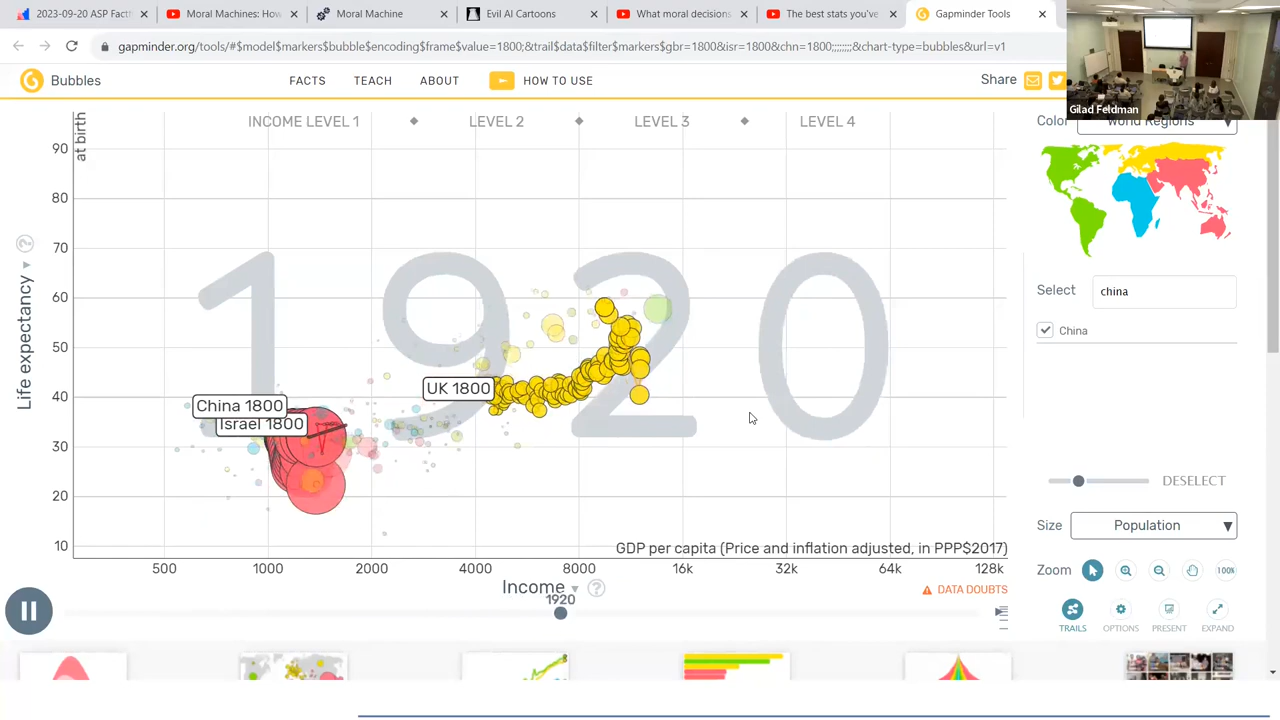 2023-09-20 ASP Fact
Moral Machines: How
Moral Machine
Evil AI Cartoons
What moral decisions
The best stats you've
Gapminder Tools
gapminder.org/tools/#$model$markers$bubble$encoding$frame$value=1800;&trail$data$filter$markers$gbr=1800&isr=1800&chn=1800;;;;;;;;&chart-type=bubbles&url=v1
Bubbles
FACTS
TEACH
ABOUT
HOW TO USE
Share
Gilad Feldman
INCOME LEVEL 1
LEVEL 2
LEVEL 3
LEVEL 4
Color
World Regions
at birth
Life expectancy
?
90
80
70
60
50
40
30
20
10
1920
China 1800
Israel 1800
UK 1800
Select
china
China
DESELECT
Size
Population
Zoom
100%
GDP per capita (Price and inflation adjusted, in PPP$2017)
500
1000
2000
4000
8000
16k
32k
64k
128k
Income
?
DATA DOUBTS
1920
TRAILS
OPTIONS
PRESENT
EXPAND